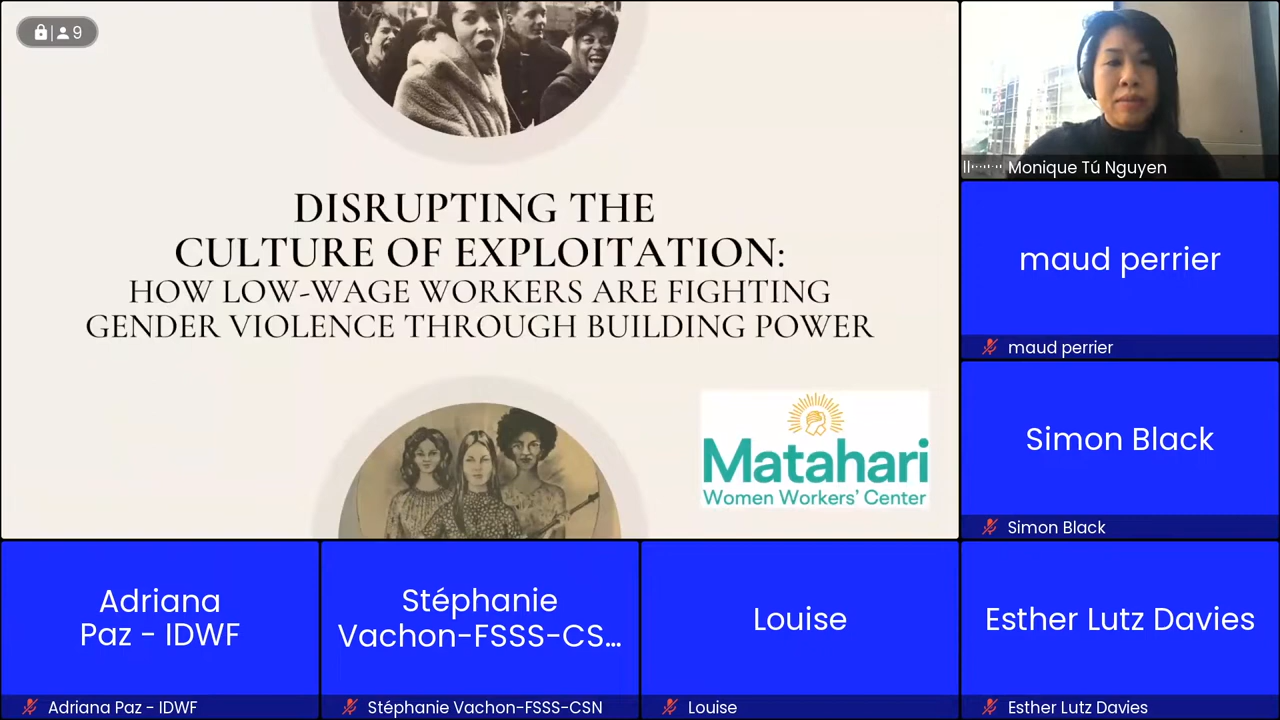 9
DISRUPTING THE
CULTURE OF EXPLOITATION:
HOW LOW-WAGE WORKERS ARE FIGHTING
GENDER VIOLENCE THROUGH BUILDING POWER
Matahari
Women Workers' Center
Monique Tú Nguyen
maud perrier
maud perrier
Simon Black
Simon Black
Adriana
Paz - IDWF
Adriana Paz - IDWF
Stéphanie
Vachon-FSSS-CS...
Stéphanie Vachon-FSSS-CSN
Louise
Louise
Esther Lutz Davies
Esther Lutz Davies